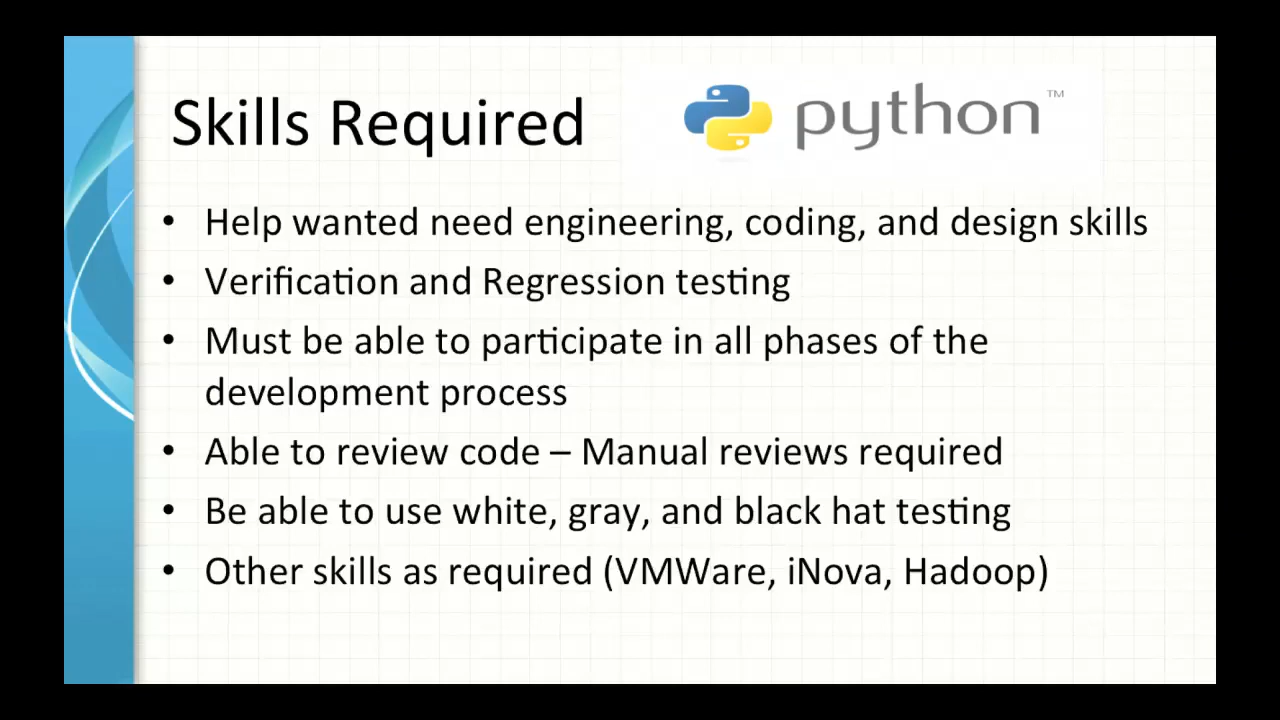 Skills Required
python™
• Help wanted need engineering, coding, and design skills
• Verification and Regression testing
• Must be able to participate in all phases of the
development process
• Able to review code – Manual reviews required
• Be able to use white, gray, and black hat testing
• Other skills as required (VMWare, iNova, Hadoop)